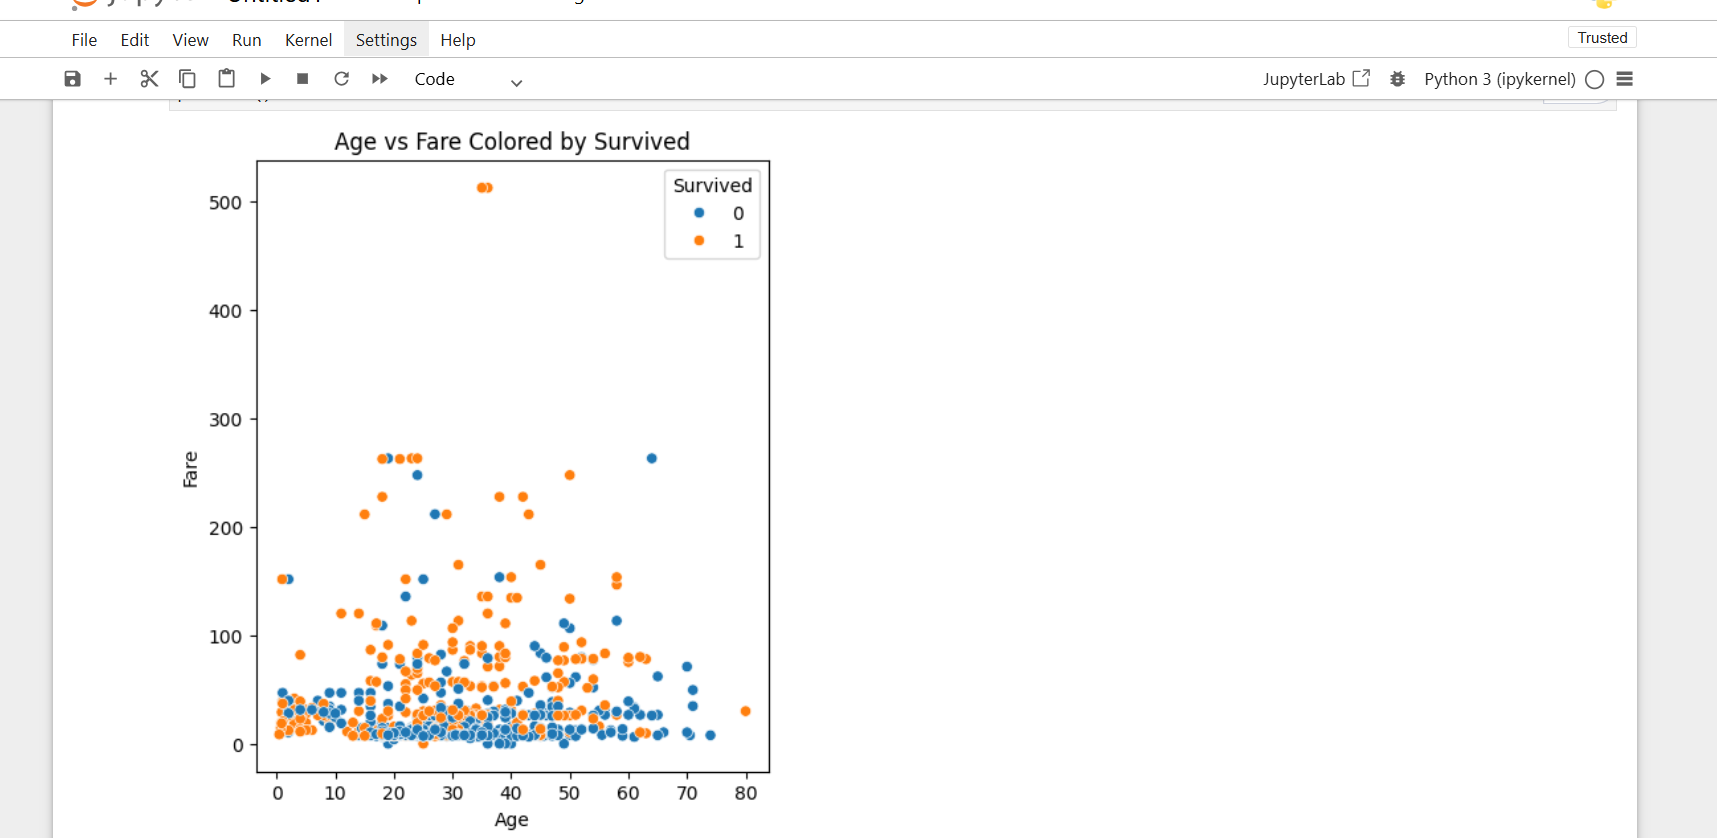 File Edit View Run Kernel Settings Help
Trusted
Code
JupyterLab
Python 3 (ipykernel)
Age vs Fare Colored by Survived
Survived
0
1
500
400
300
200
100
0
Fare
0 10 20 30 40 50 60 70 80
Age